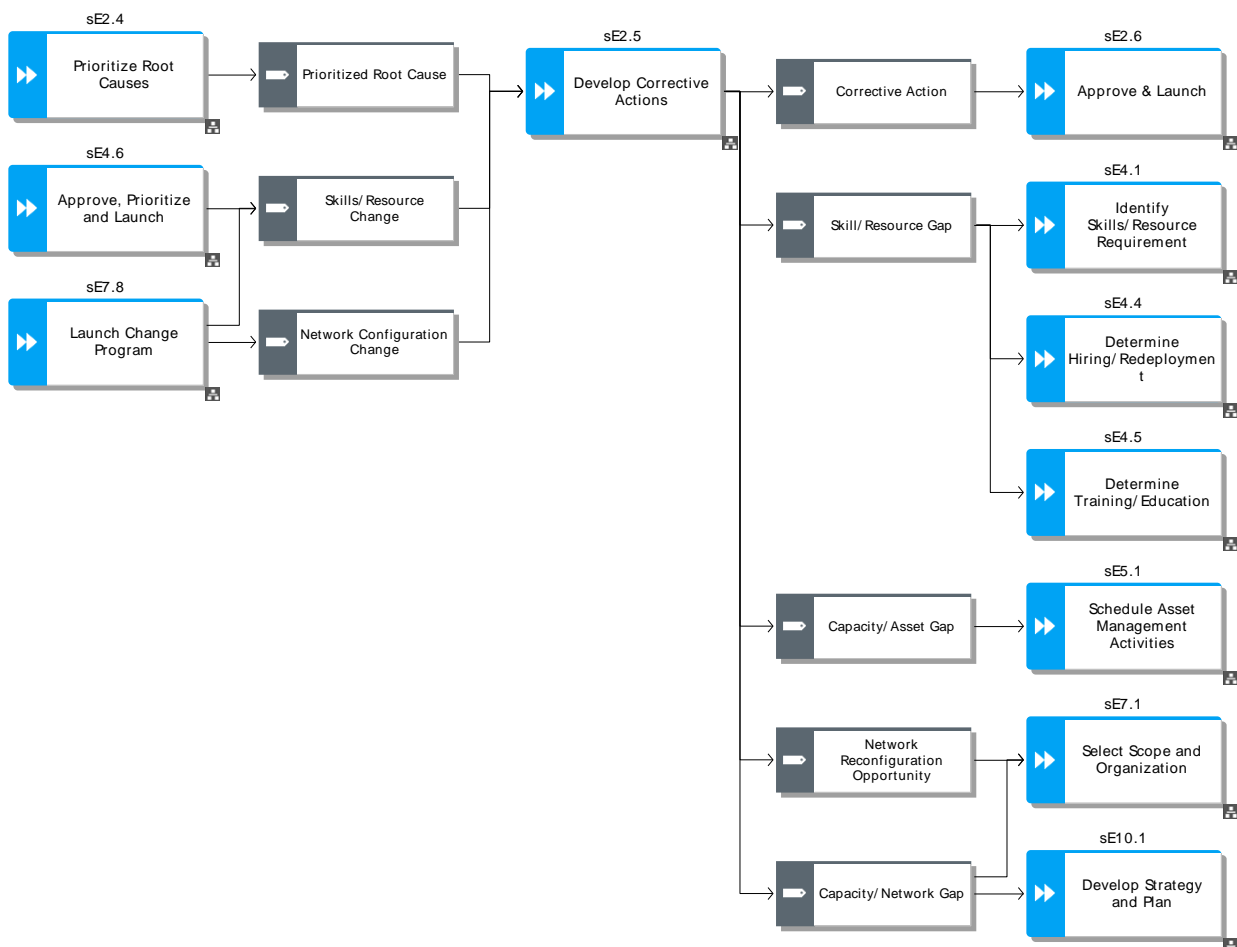 sE2.4
Prioritize Root
Causes
Prioritized Root Cause
sE4.6
Approve, Prioritize
and Launch
Skills/ Resource
Change
sE7.8
Launch Change
Program
Network Configuration
Change
sE2.5
Develop Corrective
Actions
Corrective Action
sE2.6
Approve & Launch
Skill/ Resource Gap
sE4.1
Identify
Skills/ Resource
Requirement
sE4.4
Determine
Hiring/ Redeploymen
t
sE4.5
Determine
Training/ Education
Capacity/ Asset Gap
sE5.1
Schedule Asset
Management
Activities
Network
Reconfiguration
Opportunity
sE7.1
Select Scope and
Organization
Capacity/ Network Gap
sE10.1
Develop Strategy
and Plan